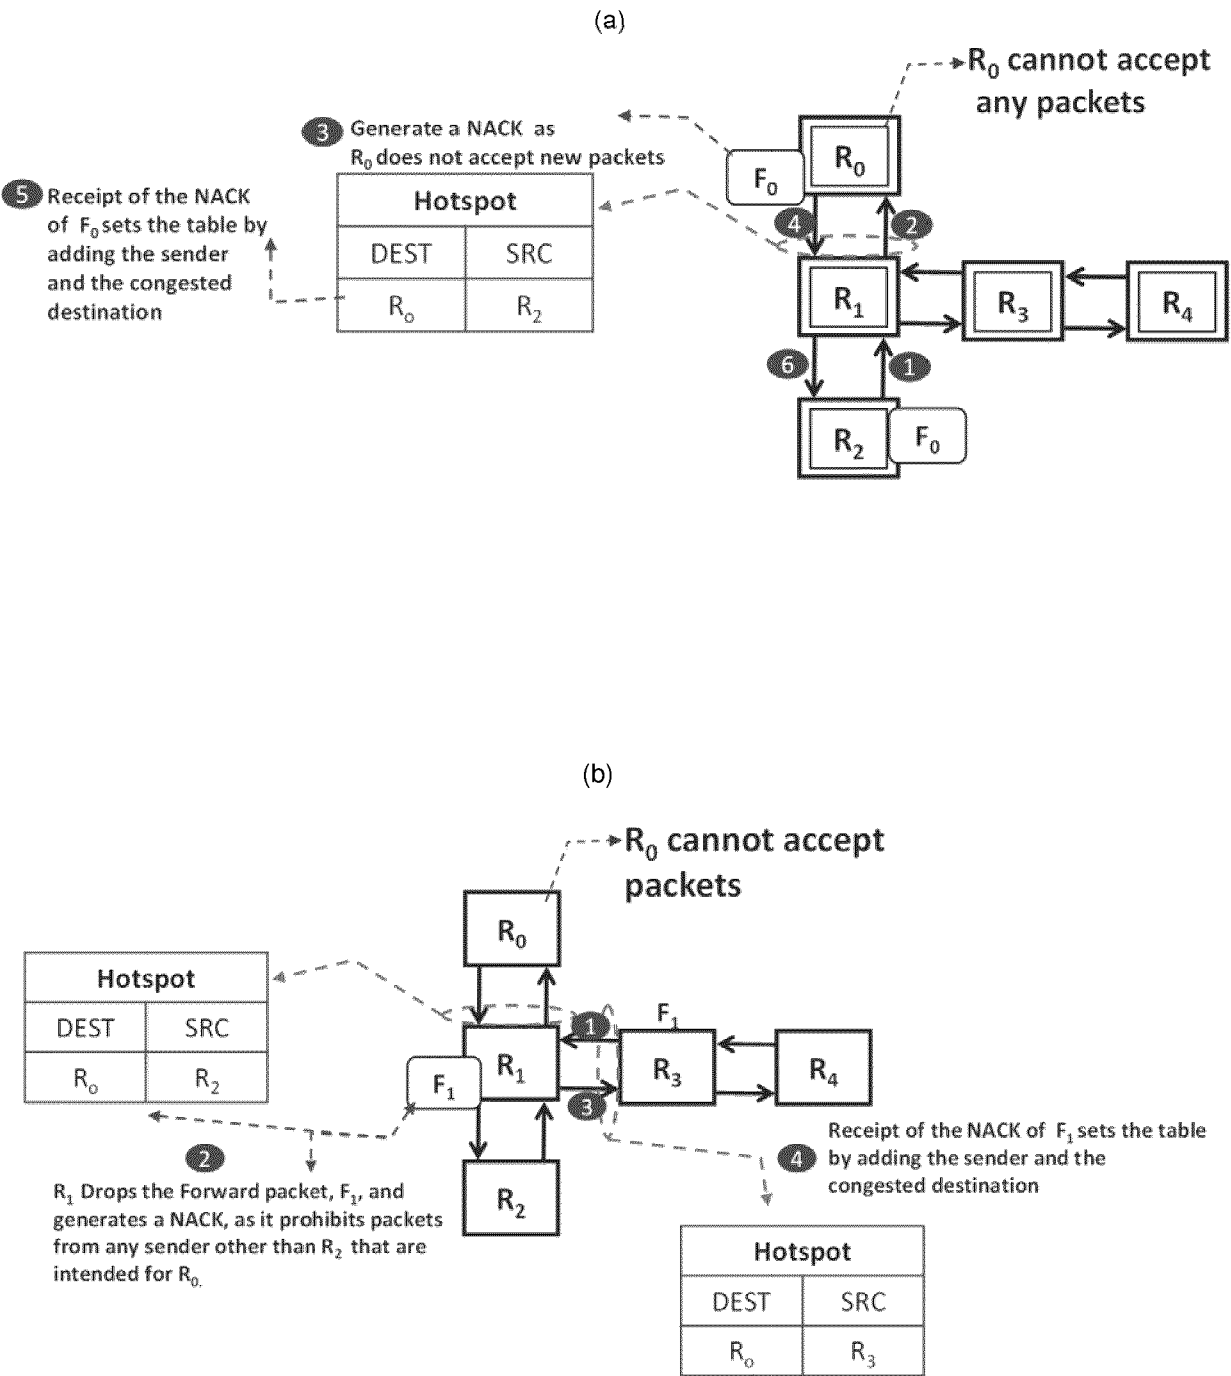 (a)
R0 cannot accept
any packets
3 Generate a NACK as
R0 does not accept new packets
R0
F0
5 Receipt of the NACK
of F0 sets the table by
adding the sender
and the congested
destination
Hotspot
DEST SRC
Ro R2
4 2
R1 R3 R4
6 1
R2 F0
(b)
R0 cannot accept
packets
R0
Hotspot
DEST SRC
Ro R2
1 F1
R1 R3 R4
F1
3
2
R1 Drops the Forward packet, F1, and
generates a NACK, as it prohibits packets
from any sender other than R2 that are
intended for R0.
R2
4 Receipt of the NACK of F1 sets the table
by adding the sender and the
congested destination
Hotspot
DEST SRC
Ro R3